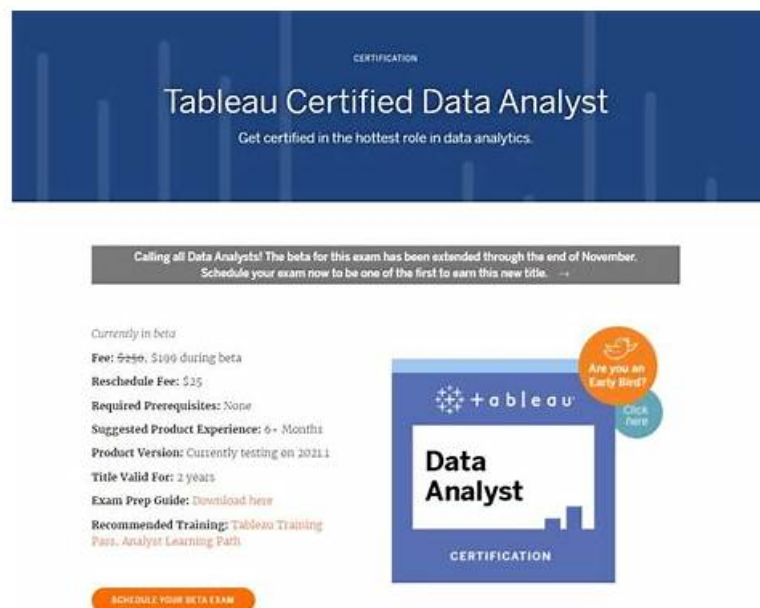 CERTIFICATION
Tableau Certified Data Analyst
Get certified in the hottest role in data analytics.
Calling all Data Analysts! The beta for this exam has been extended through the end of November.
Schedule your exam now to be one of the first to earn this new title. →
Currently in beta
Fee: $250, $199 during beta
Reschedule Fee: $25
Required Prerequisites: None
Suggested Product Experience: 6+ Months
Product Version: Currently testing on 2021.1
Title Valid For: 2 years
Exam Prep Guide: Download here
Recommended Training: Tableau Training
Pass, Analyst Learning Path
SCHEDULE YOUR BETA EXAM
Are you an
Early Bird?
Click
here
+ableau
Data
Analyst
CERTIFICATION